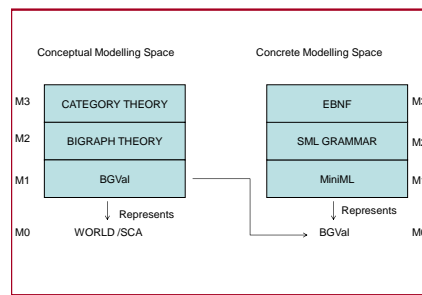 Conceptual Modelling Space Concrete Modelling Space
M3 CATEGORY THEORY EBNF
M2 BIGRAPH THEORY SML GRAMMAR
M1 BGVal MiniML M1
Represents Represents
M0 WORLD /SCA BGVal